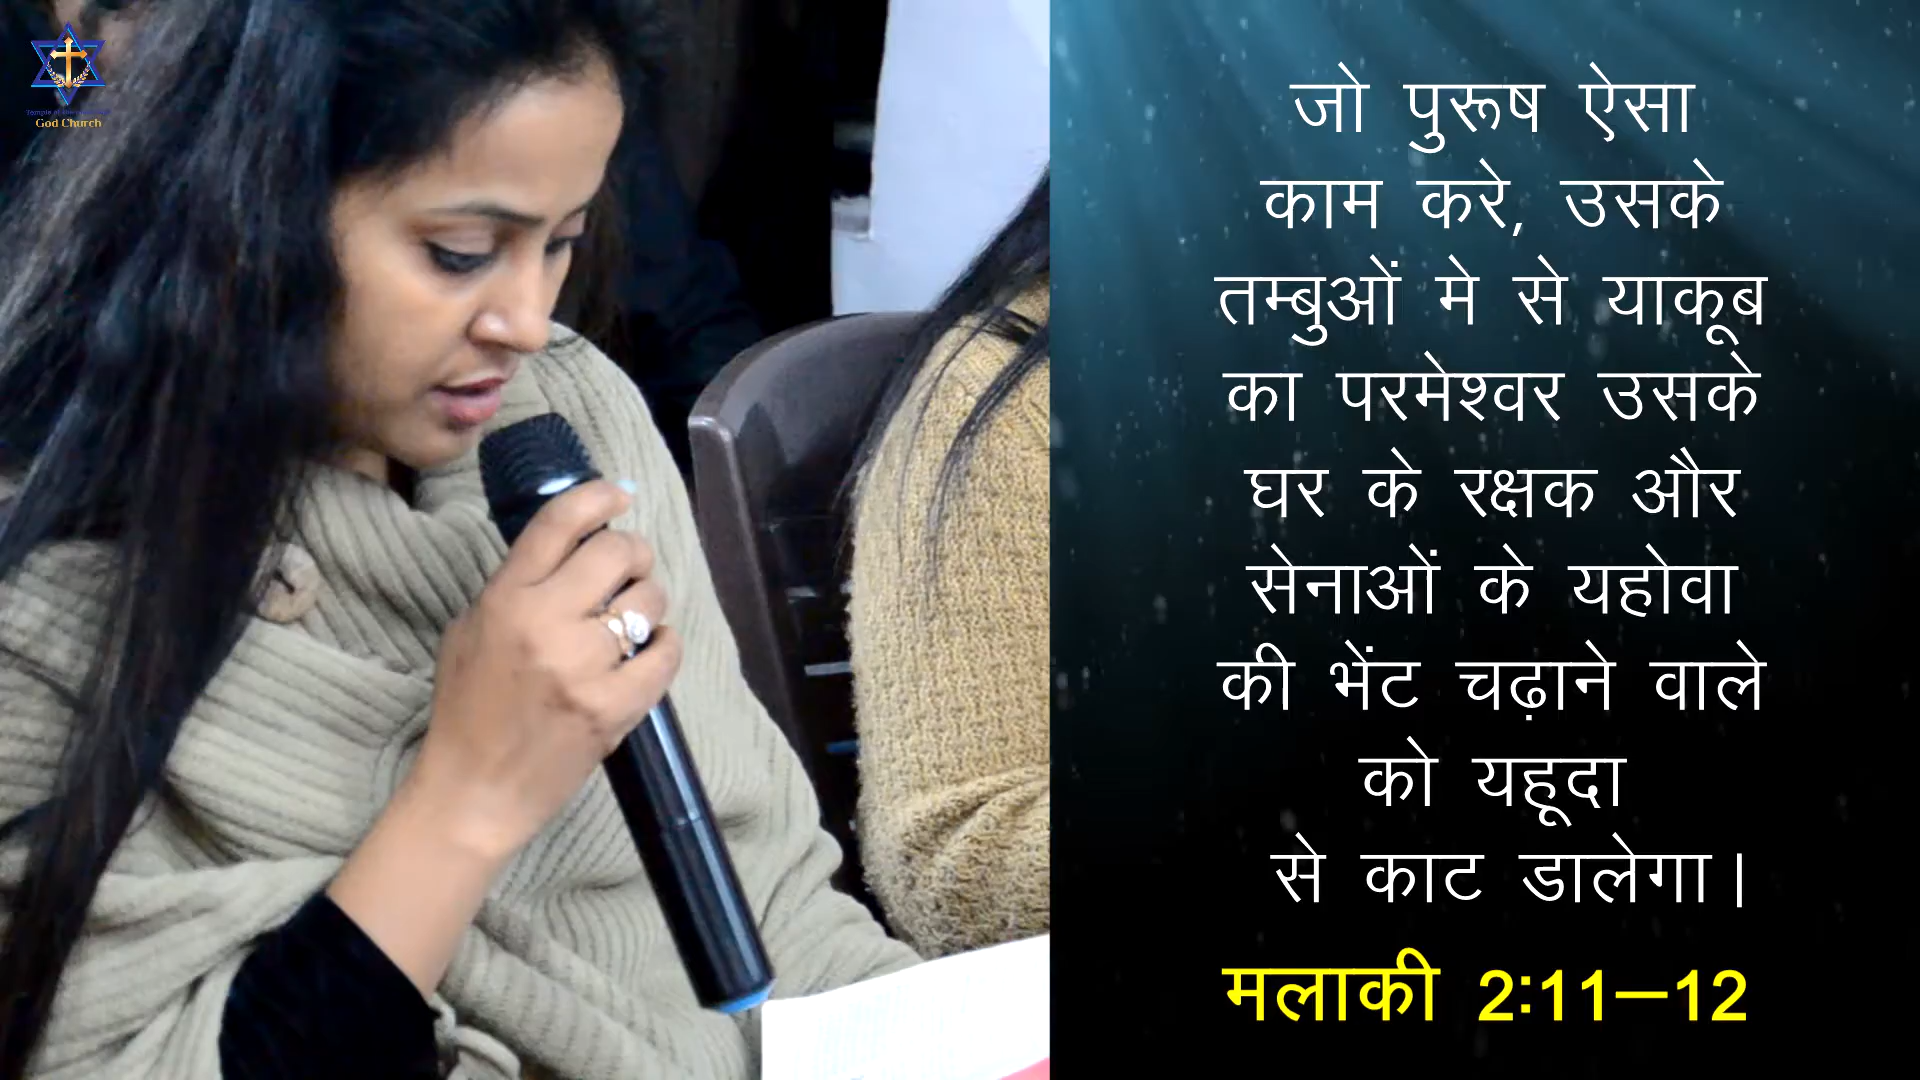 God Church
जो पुरूष ऐसा
काम करे, उसके
तम्बुओं मे से याकूब
का परमेश्वर उसके
घर के रक्षक और
सेनाओं के यहोवा
की भेंट चढ़ाने वाले
को यहूदा
से काट डालेगा।
मलाकी 2:11–12